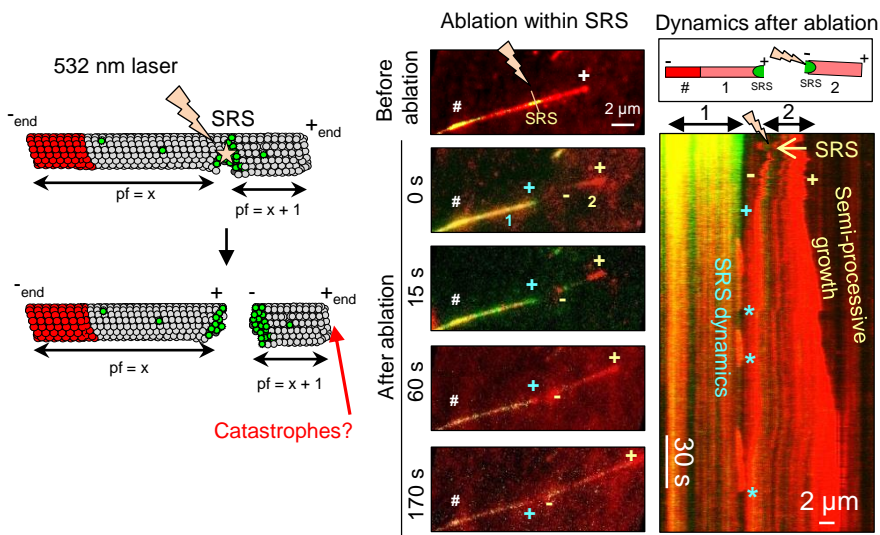 532 nm laser
SRS
- end
+ end
pf = x
pf = x + 1
- end
+
-
+ end
pf = x
pf = x + 1
Catastrophes?
Ablation within SRS
Before ablation
+
#
SRS
2 µm
After ablation
0 s
#
+
-
+
1
2
15 s
#
+
-
+
60 s
#
+
-
+
170 s
#
+
-
+
Dynamics after ablation
-
+
-
+
#
1
SRS
SRS
2
1
2
SRS
-
+
+
Semi-processive
growth
SRS dynamics
*
*
*
30 s
2 µm